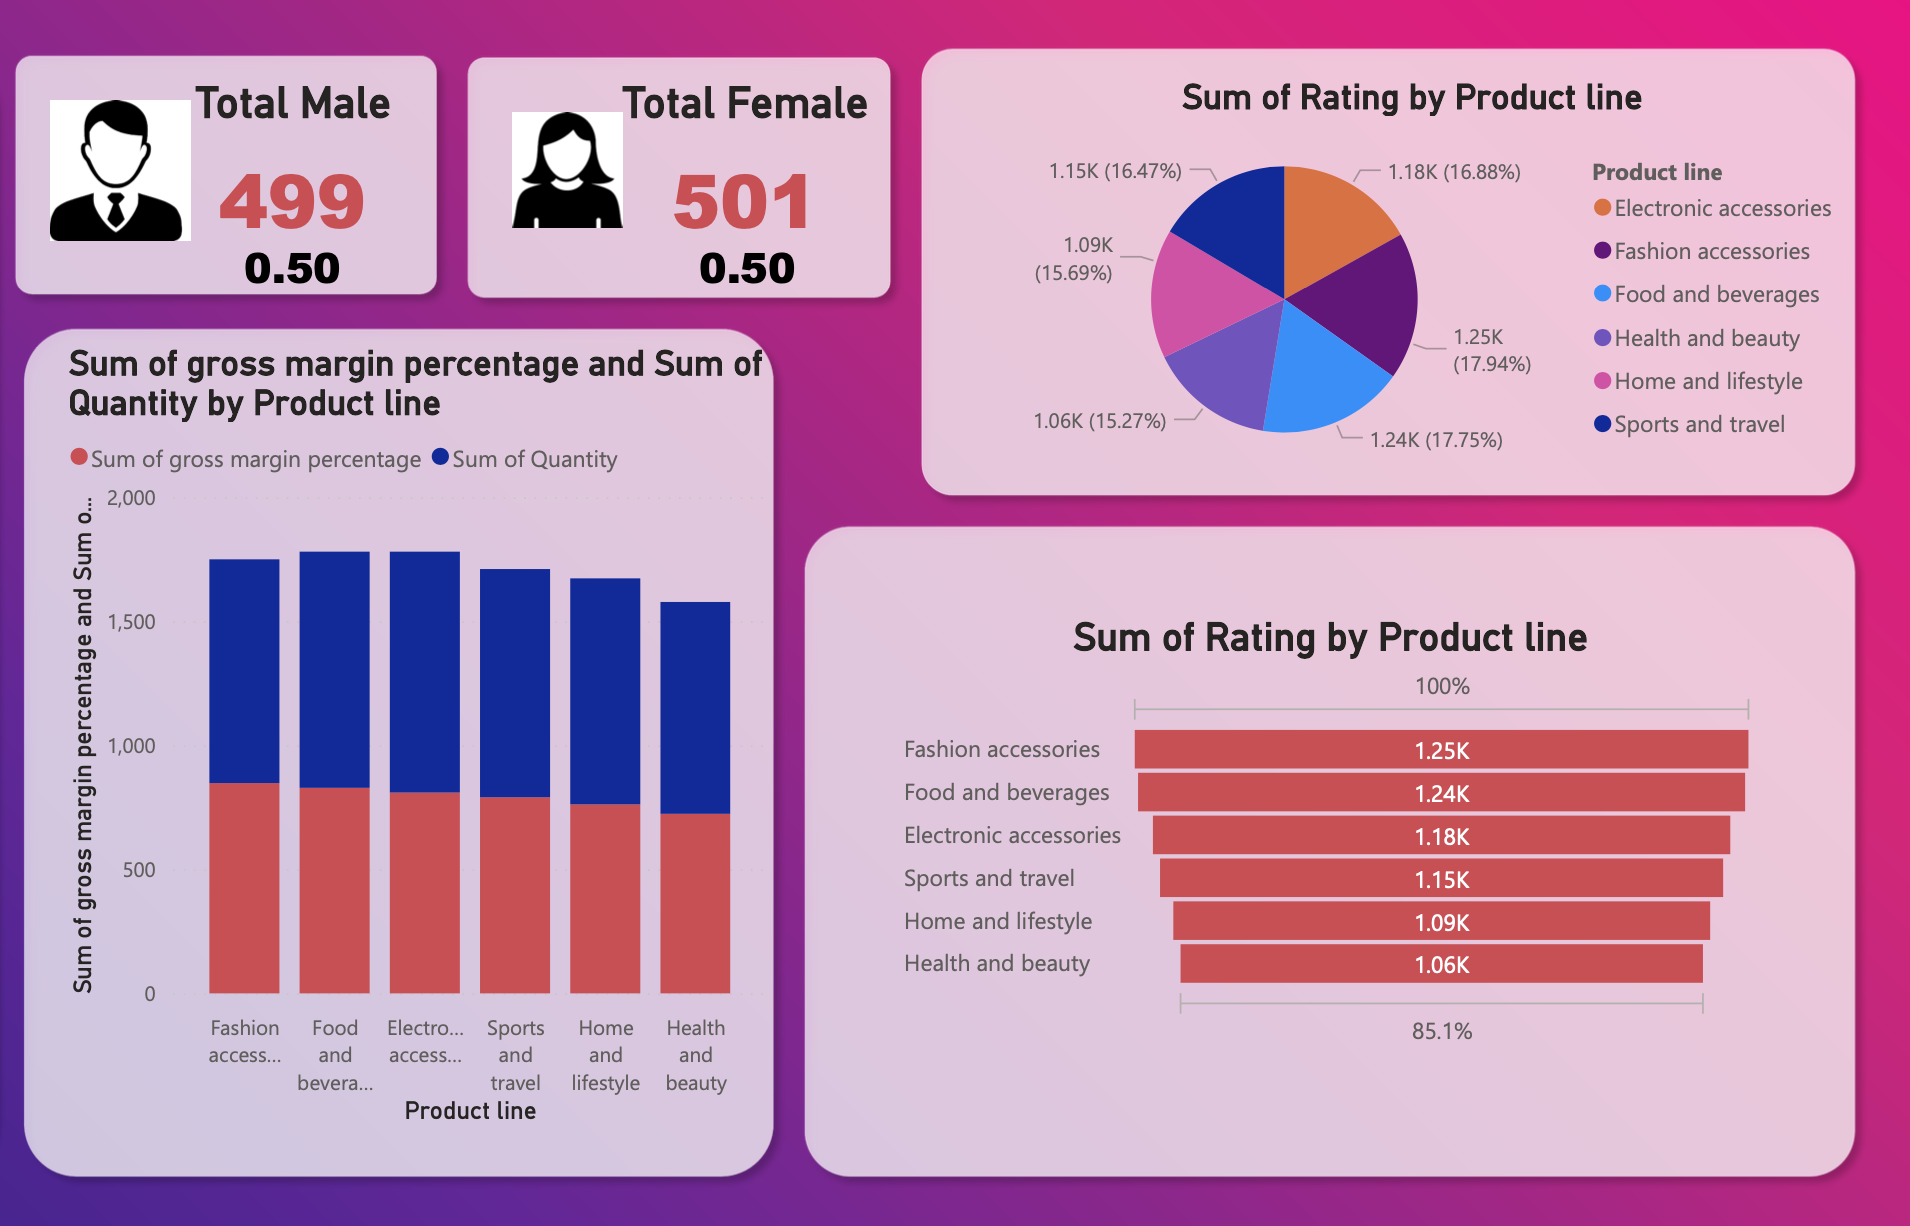 Total Male
499
0.50
Total Female
501
0.50
Sum of Rating by Product line
1.15K (16.47%)
1.18K (16.88%)
1.09K
(15.69%)
1.25K
(17.94%)
1.06K (15.27%)
1.24K (17.75%)
Product line
Electronic accessories
Fashion accessories
Food and beverages
Health and beauty
Home and lifestyle
Sports and travel
Sum of gross margin percentage and Sum of
Quantity by Product line
Sum of gross margin percentage
Sum of Quantity
Sum of gross margin percentage and Sum o...
2,000
1,500
1,000
500
0
Fashion
access...
Food
and
bevera...
Electro...
access...
Sports
and
travel
Home
and
lifestyle
Health
and
beauty
Product line
Sum of Rating by Product line
100%
Fashion accessories 1.25K
Food and beverages 1.24K
Electronic accessories 1.18K
Sports and travel 1.15K
Home and lifestyle 1.09K
Health and beauty 1.06K
85.1%